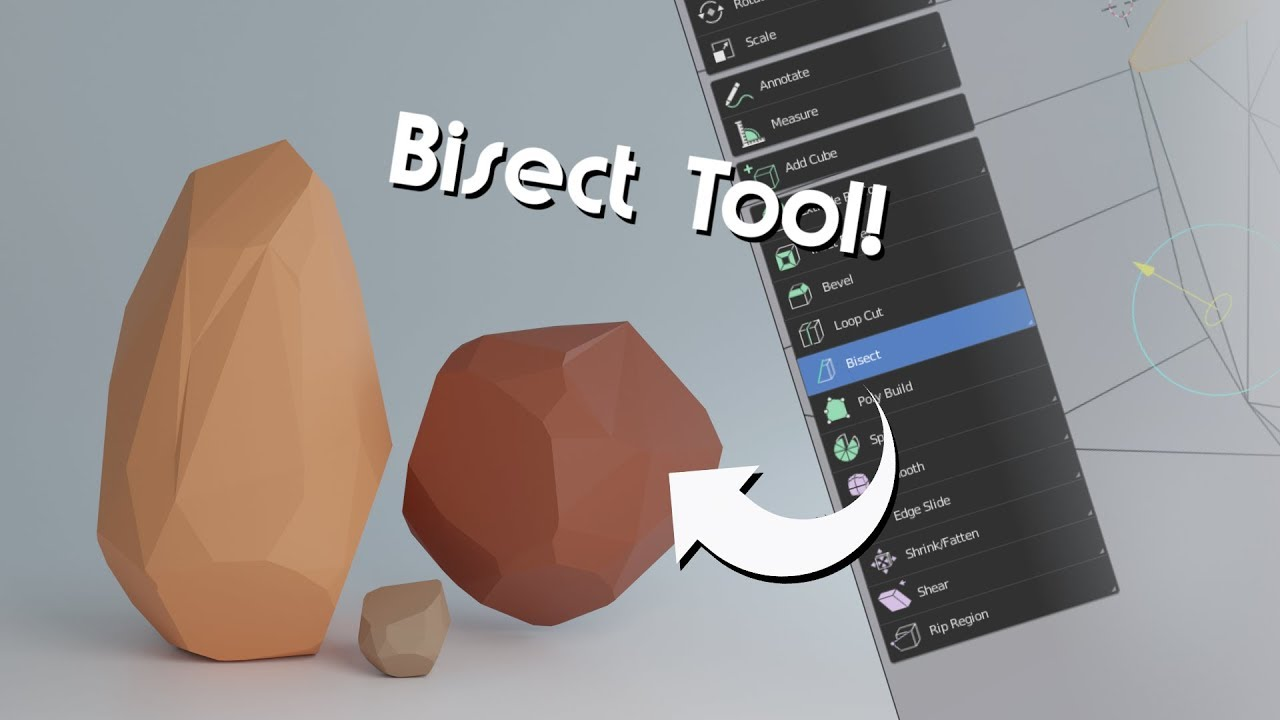 Scale
Annotate
Measure
Add Cube
Bisect Tool!
Bevel
Loop Cut
Bisect
Poly Build
Edge Slide
Shrink/Fatten
Shear
Rip Region